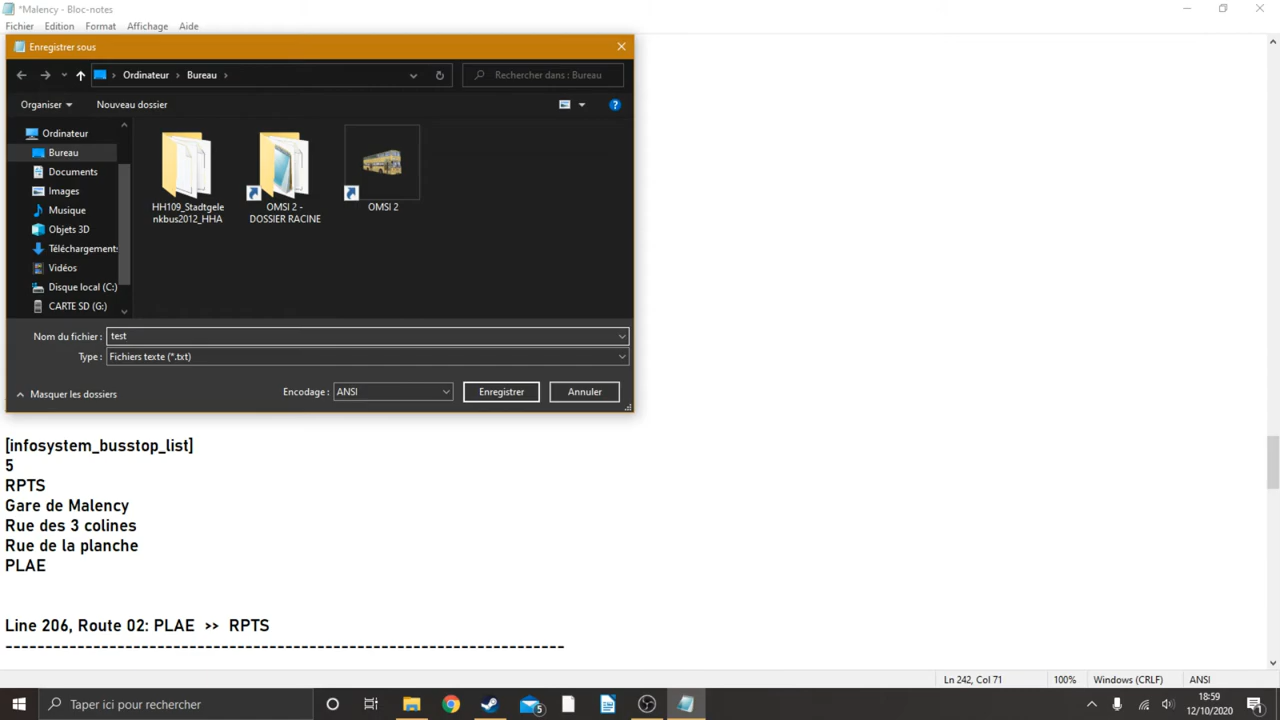 *Malency - Bloc-notes
Fichier Edition Format Affichage Aide
Enregistrer sous
Ordinateur Bureau
Rechercher dans : Bureau
Organiser Nouveau dossier
Ordinateur
Bureau
Documents
Images
Musique
Objets 3D
Téléchargements
Vidéos
Disque local (C:)
CARTE SD (G:)
HH109_Stadtgele
nkbus2012_HHA
OMSI 2 -
DOSSIER RACINE
OMSI 2
Nom du fichier : test
Type : Fichiers texte (*.txt)
Masquer les dossiers
Encodage : ANSI
Enregistrer
Annuler
[infosystem_busstop_list]
5
RPTS
Gare de Malency
Rue des 3 colines
Rue de la planche
PLAE
Line 206, Route 02: PLAE >> RPTS
----------------------------------------------------------------------
Ln 242, Col 71 100% Windows (CRLF) ANSI
Taper ici pour rechercher
5
18:59
12/10/2020
1